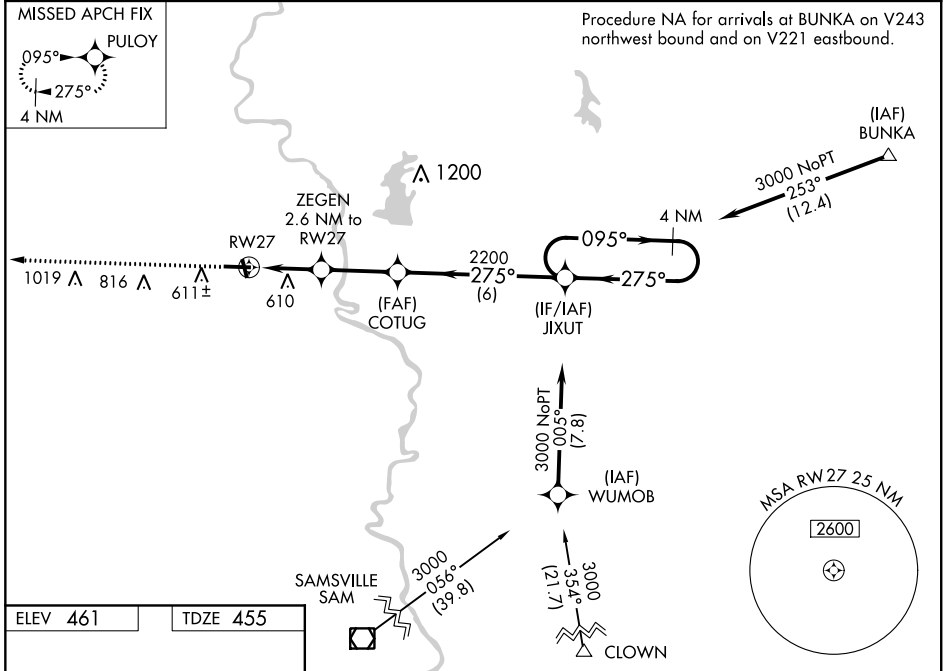 MISSED APCH FIX
PULOY
095°
275°
4 NM
Procedure NA for arrivals at BUNKA on V243
northwest bound and on V221 eastbound.
(IAF)
BUNKA
3000 NoPT
253°
(12.4)
1200
ZEGEN
2.6 NM to
RW27
RW27
4 NM
095°
2200
275°
(6)
275°
1019
816
611±
610
(FAF)
COTUG
(IF/IAF)
JIXUT
3000 NoPT
005°
(7.8)
(IAF)
WUMOB
MSA RW27 25 NM
2600
3000
056°
(39.8)
3000
354°
(21.7)
SAMSVILLE
SAM
CLOWN
ELEV 461
TDZE 455